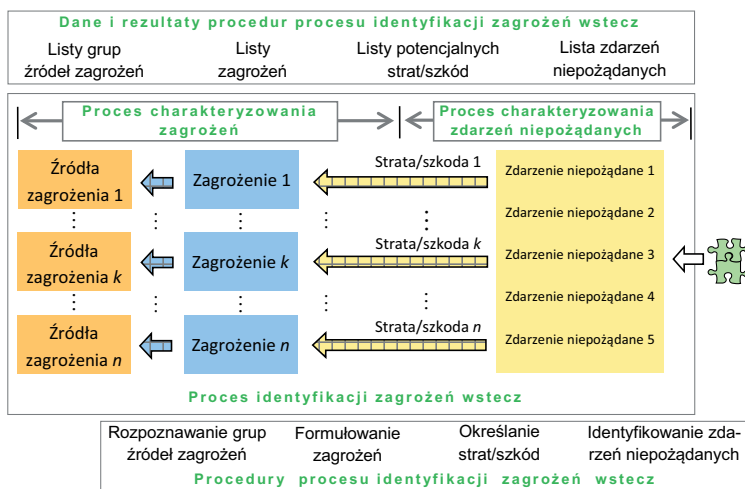 Dane i rezultaty procedur procesu identyfikacji zagrożeń wstecz
Listy grup
źródeł zagrożeń
Listy
zagrożeń
Listy potencjalnych
strat/szkód
Lista zdarzeń
niepożądanych
Proces charakteryzowania
zagrożeń
Proces charakteryzowania
zdarzeń niepożądanych
Źródła
zagrożenia 1
Zagrożenie 1
Strata/szkoda 1
Zdarzenie niepożądane 1
Zdarzenie niepożądane 2
Źródła
zagrożenia k
Zagrożenie k
Strata/szkoda k
Zdarzenie niepożądane 3
Zdarzenie niepożądane 4
Źródła
zagrożenia n
Zagrożenie n
Strata/szkoda n
Zdarzenie niepożądane 5
Proces identyfikacji zagrożeń wstecz
Rozpoznawanie grup
źródeł zagrożeń
Formułowanie
zagrożeń
Określanie
strat/szkód
Identyfikowanie zda-
rzeń niepożądanych
Procedury procesu identyfikacji zagrożeń wstecz